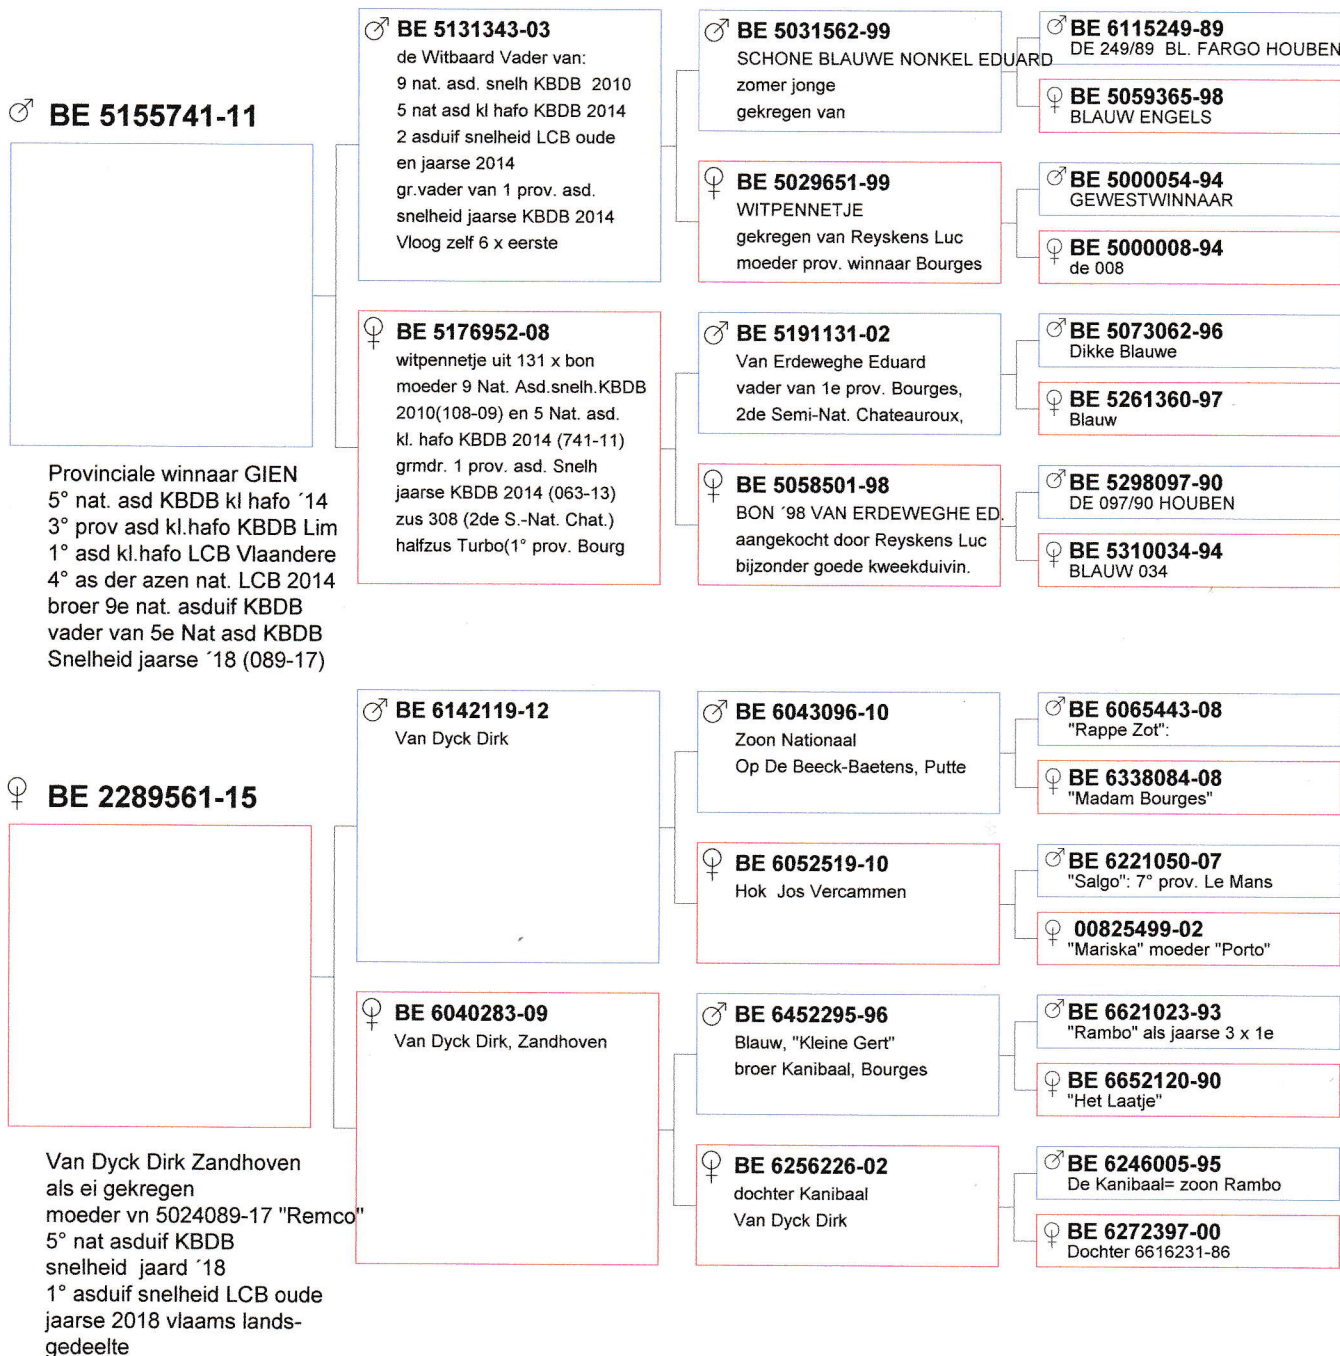 BE 5155741-11
Provinciale winnaar GIEN
5° nat. asd KBDB kl hafo ´14
3° prov asd kl.hafo KBDB Lim
1° asd kl.hafo LCB Vlaandere
4° as der azen nat. LCB 2014
broer 9e nat. asduif KBDB
vader van 5e Nat asd KBDB
Snelheid jaarse ´18 (089-17)
BE 5131343-03
de Witbaard Vader van:
9 nat. asd. snelh KBDB 2010
5 nat asd kl hafo KBDB 2014
2 asduif snelheid LCB oude
en jaarse 2014
gr.vader van 1 prov. asd.
snelheid jaarse KBDB 2014
Vloog zelf 6 x eerste
BE 5176952-08
witpennetje uit 131 x bon
moeder 9 Nat. Asd.snelh.KBDB
2010(108-09) en 5 Nat. asd.
kl. hafo KBDB 2014 (741-11)
grmdr. 1 prov. asd. Snelh
jaarse KBDB 2014 (063-13)
zus 308 (2de S.-Nat. Chat.)
halfzus Turbo(1° prov. Bourg
BE 5031562-99
SCHONE BLAUWE NONKEL EDUARD
zomer jonge
gekregen van
BE 5029651-99
WITPENNETJE
gekregen van Reyskens Luc
moeder prov. winnaar Bourges
BE 5191131-02
Van Erdeweghe Eduard
vader van 1e prov. Bourges,
2de Semi-Nat. Chateauroux,
BE 5058501-98
BON ´98 VAN ERDEWEGHE ED.
aangekocht door Reyskens Luc
bijzonder goede kweekduivin.
BE 6115249-89
DE 249/89 BL. FARGO HOUBEN
BE 5059365-98
BLAUW ENGELS
BE 5000054-94
GEWESTWINNAAR
BE 5000008-94
de 008
BE 5073062-96
Dikke Blauwe
BE 5261360-97
Blauw
BE 5298097-90
DE 097/90 HOUBEN
BE 5310034-94
BLAUW 034
BE 2289561-15
Van Dyck Dirk Zandhoven
als ei gekregen
moeder vn 5024089-17 "Remco"
5° nat asduif KBDB
snelheid jaard ´18
1° asduif snelheid LCB oude
jaarse 2018 vlaams lands-
gedeelte
BE 6142119-12
Van Dyck Dirk
BE 6040283-09
Van Dyck Dirk, Zandhoven
BE 6043096-10
Zoon Nationaal
Op De Beeck-Baetens, Putte
BE 6052519-10
Hok Jos Vercammen
BE 6452295-96
Blauw, "Kleine Gert"
broer Kanibaal, Bourges
BE 6256226-02
dochter Kanibaal
Van Dyck Dirk
BE 6065443-08
"Rappe Zot":
BE 6338084-08
"Madam Bourges"
BE 6221050-07
"Salgo": 7° prov. Le Mans
00825499-02
"Mariska" moeder "Porto"
BE 6621023-93
"Rambo" als jaarse 3 x 1e
BE 6652120-90
"Het Laatje"
BE 6246005-95
De Kanibaal= zoon Rambo
BE 6272397-00
Dochter 6616231-86